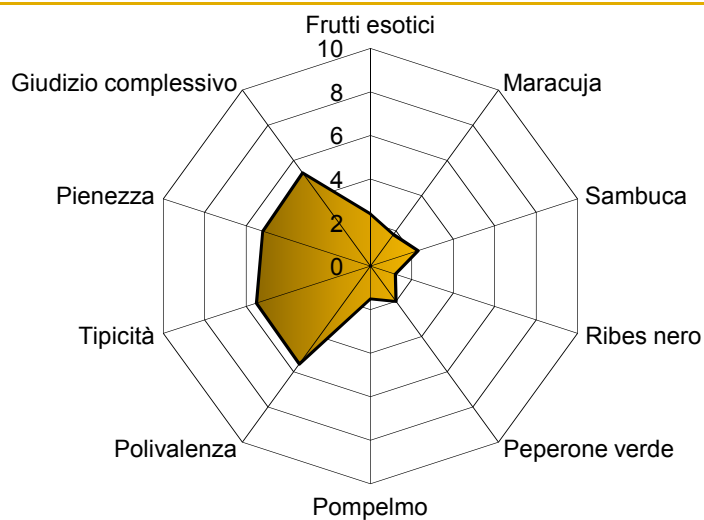 Frutti esotici
10
Giudizio complessivo
Maracuja
8
6
4
Pienezza
Sambuca
2
0
Tipicità
Ribes nero
Polivalenza
Peperone verde
Pompelmo